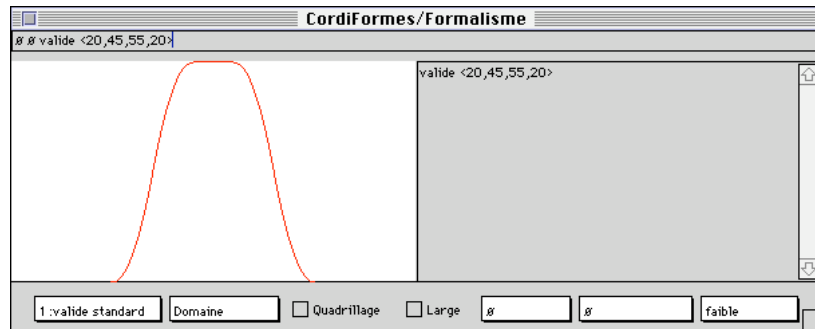 CordiFormes/Formalisme
ø ø valide <20,45,55,20>
valide <20,45,55,20>
1 :valide standard Domaine Quadrillage Large ø ø faible